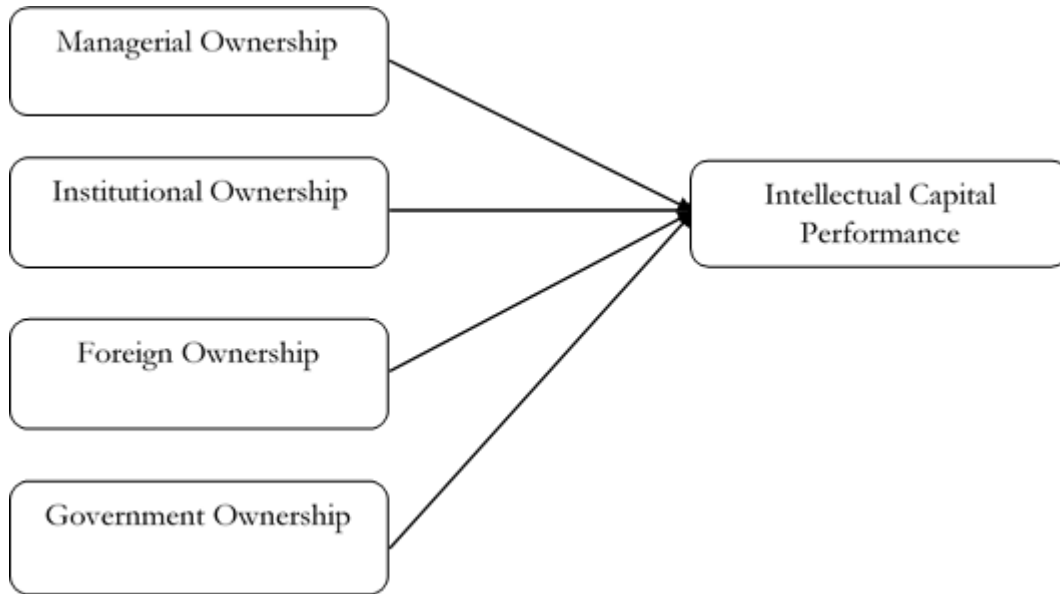 Managerial Ownership
Institutional Ownership
Foreign Ownership
Government Ownership
Intellectual Capital
Performance